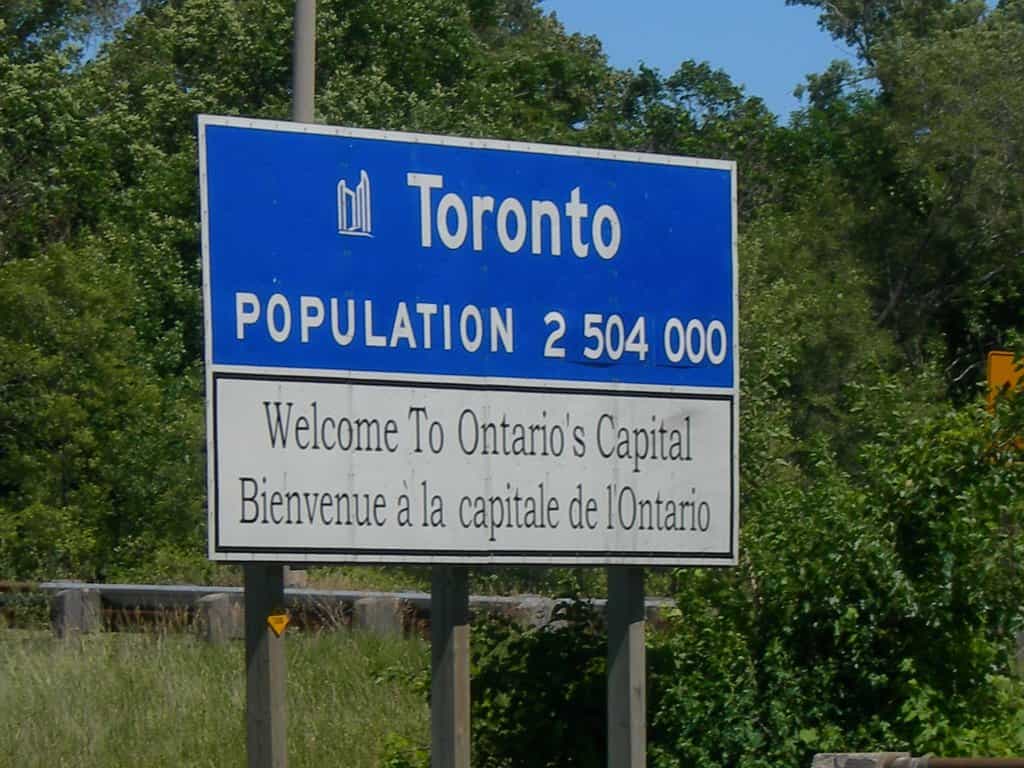 Toronto
POPULATION 2 504 000
Welcome To Ontario's Capital
Bienvenue à la capitale de l'Ontario